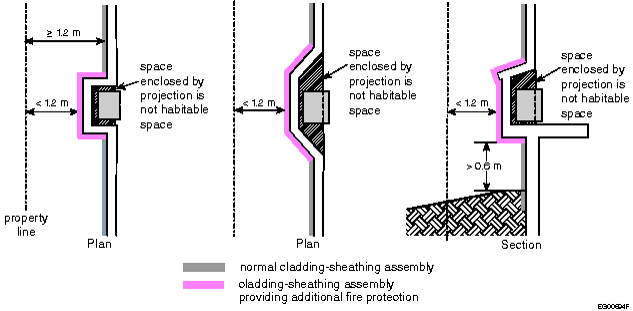 ≥ 1.2 m
space
enclosed by
projection is
not habitable
space
< 1.2 m
property
line
Plan
space
enclosed by
projection is
not habitable
space
< 1.2 m
Plan
space
enclosed by
projection is
not habitable
space
< 1.2 m
> 0.6 m
Section
normal cladding-sheathing assembly
cladding-sheathing assembly
providing additional fire protection
EG00694F